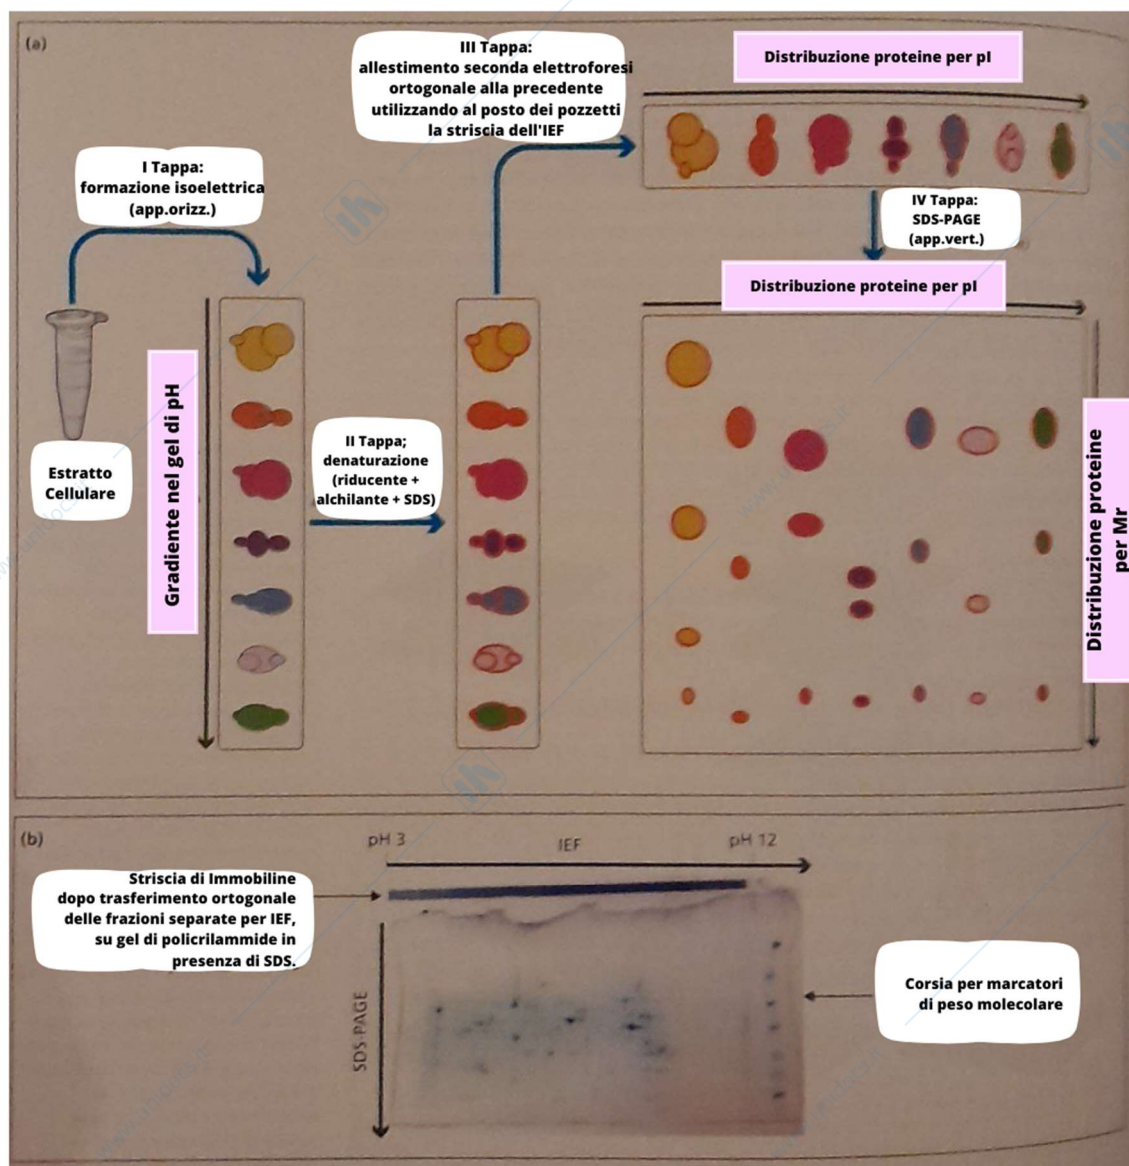 (a)
III Tappa:
allestimento seconda elettroforesi
ortogonale alla precedente
utilizzando al posto dei pozzetti
la striscia dell'IEF
Distribuzione proteine per pI
I Tappa:
formazione isoelettrica
(app.orizz.)
IV Tappa:
SDS-PAGE
(app.vert.)
Distribuzione proteine per pI
Estratto
Cellulare
Gradiente nel gel di pH
II Tappa;
denaturazione
(riducente +
alchilante + SDS)
Distribuzione proteine
per Mr
(b)
pH 3
IEF
pH 12
Striscia di Immobiline
dopo trasferimento ortogonale
delle frazioni separate per IEF,
su gel di policrilammide in
presenza di SDS.
SDS-PAGE
Corsia per marcatori
di peso molecolare